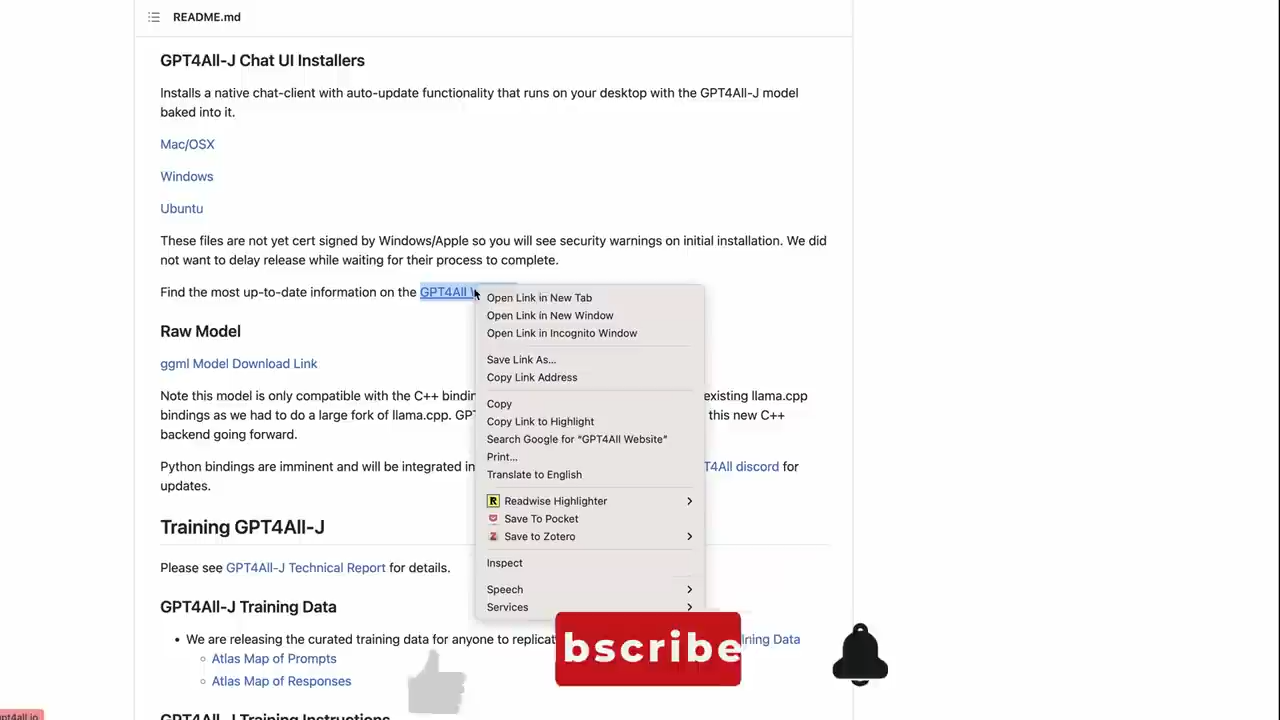 README.md
GPT4All-J Chat UI Installers
Installs a native chat-client with auto-update functionality that runs on your desktop with the GPT4All-J model
baked into it.
Mac/OSX
Windows
Ubuntu
These files are not yet cert signed by Windows/Apple so you will see security warnings on initial installation. We did
not want to delay release while waiting for their process to complete.
Find the most up-to-date information on the GPT4All
Open Link in New Tab
Open Link in New Window
Open Link in Incognito Window
Save Link As...
Copy Link Address
Copy
Copy Link to Highlight
Search Google for “GPT4All Website”
Print...
Translate to English
Readwise Highlighter
Save To Pocket
Save to Zotero
Inspect
Speech
Services
Raw Model
ggml Model Download Link
Note this model is only compatible with the C++ existing llama.cpp
bindings as we had to do a large fork of llama.cpp. this new C++
backend going forward.
Python bindings are imminent and will be integrated in discord for
updates.
Training GPT4All-J
Please see GPT4All-J Technical Report for details.
GPT4All-J Training Data
We are releasing the curated training data for anyone to Data
Atlas Map of Prompts
Atlas Map of Responses
bscribe
GPT4All-J Training Instructions
pt4all.io